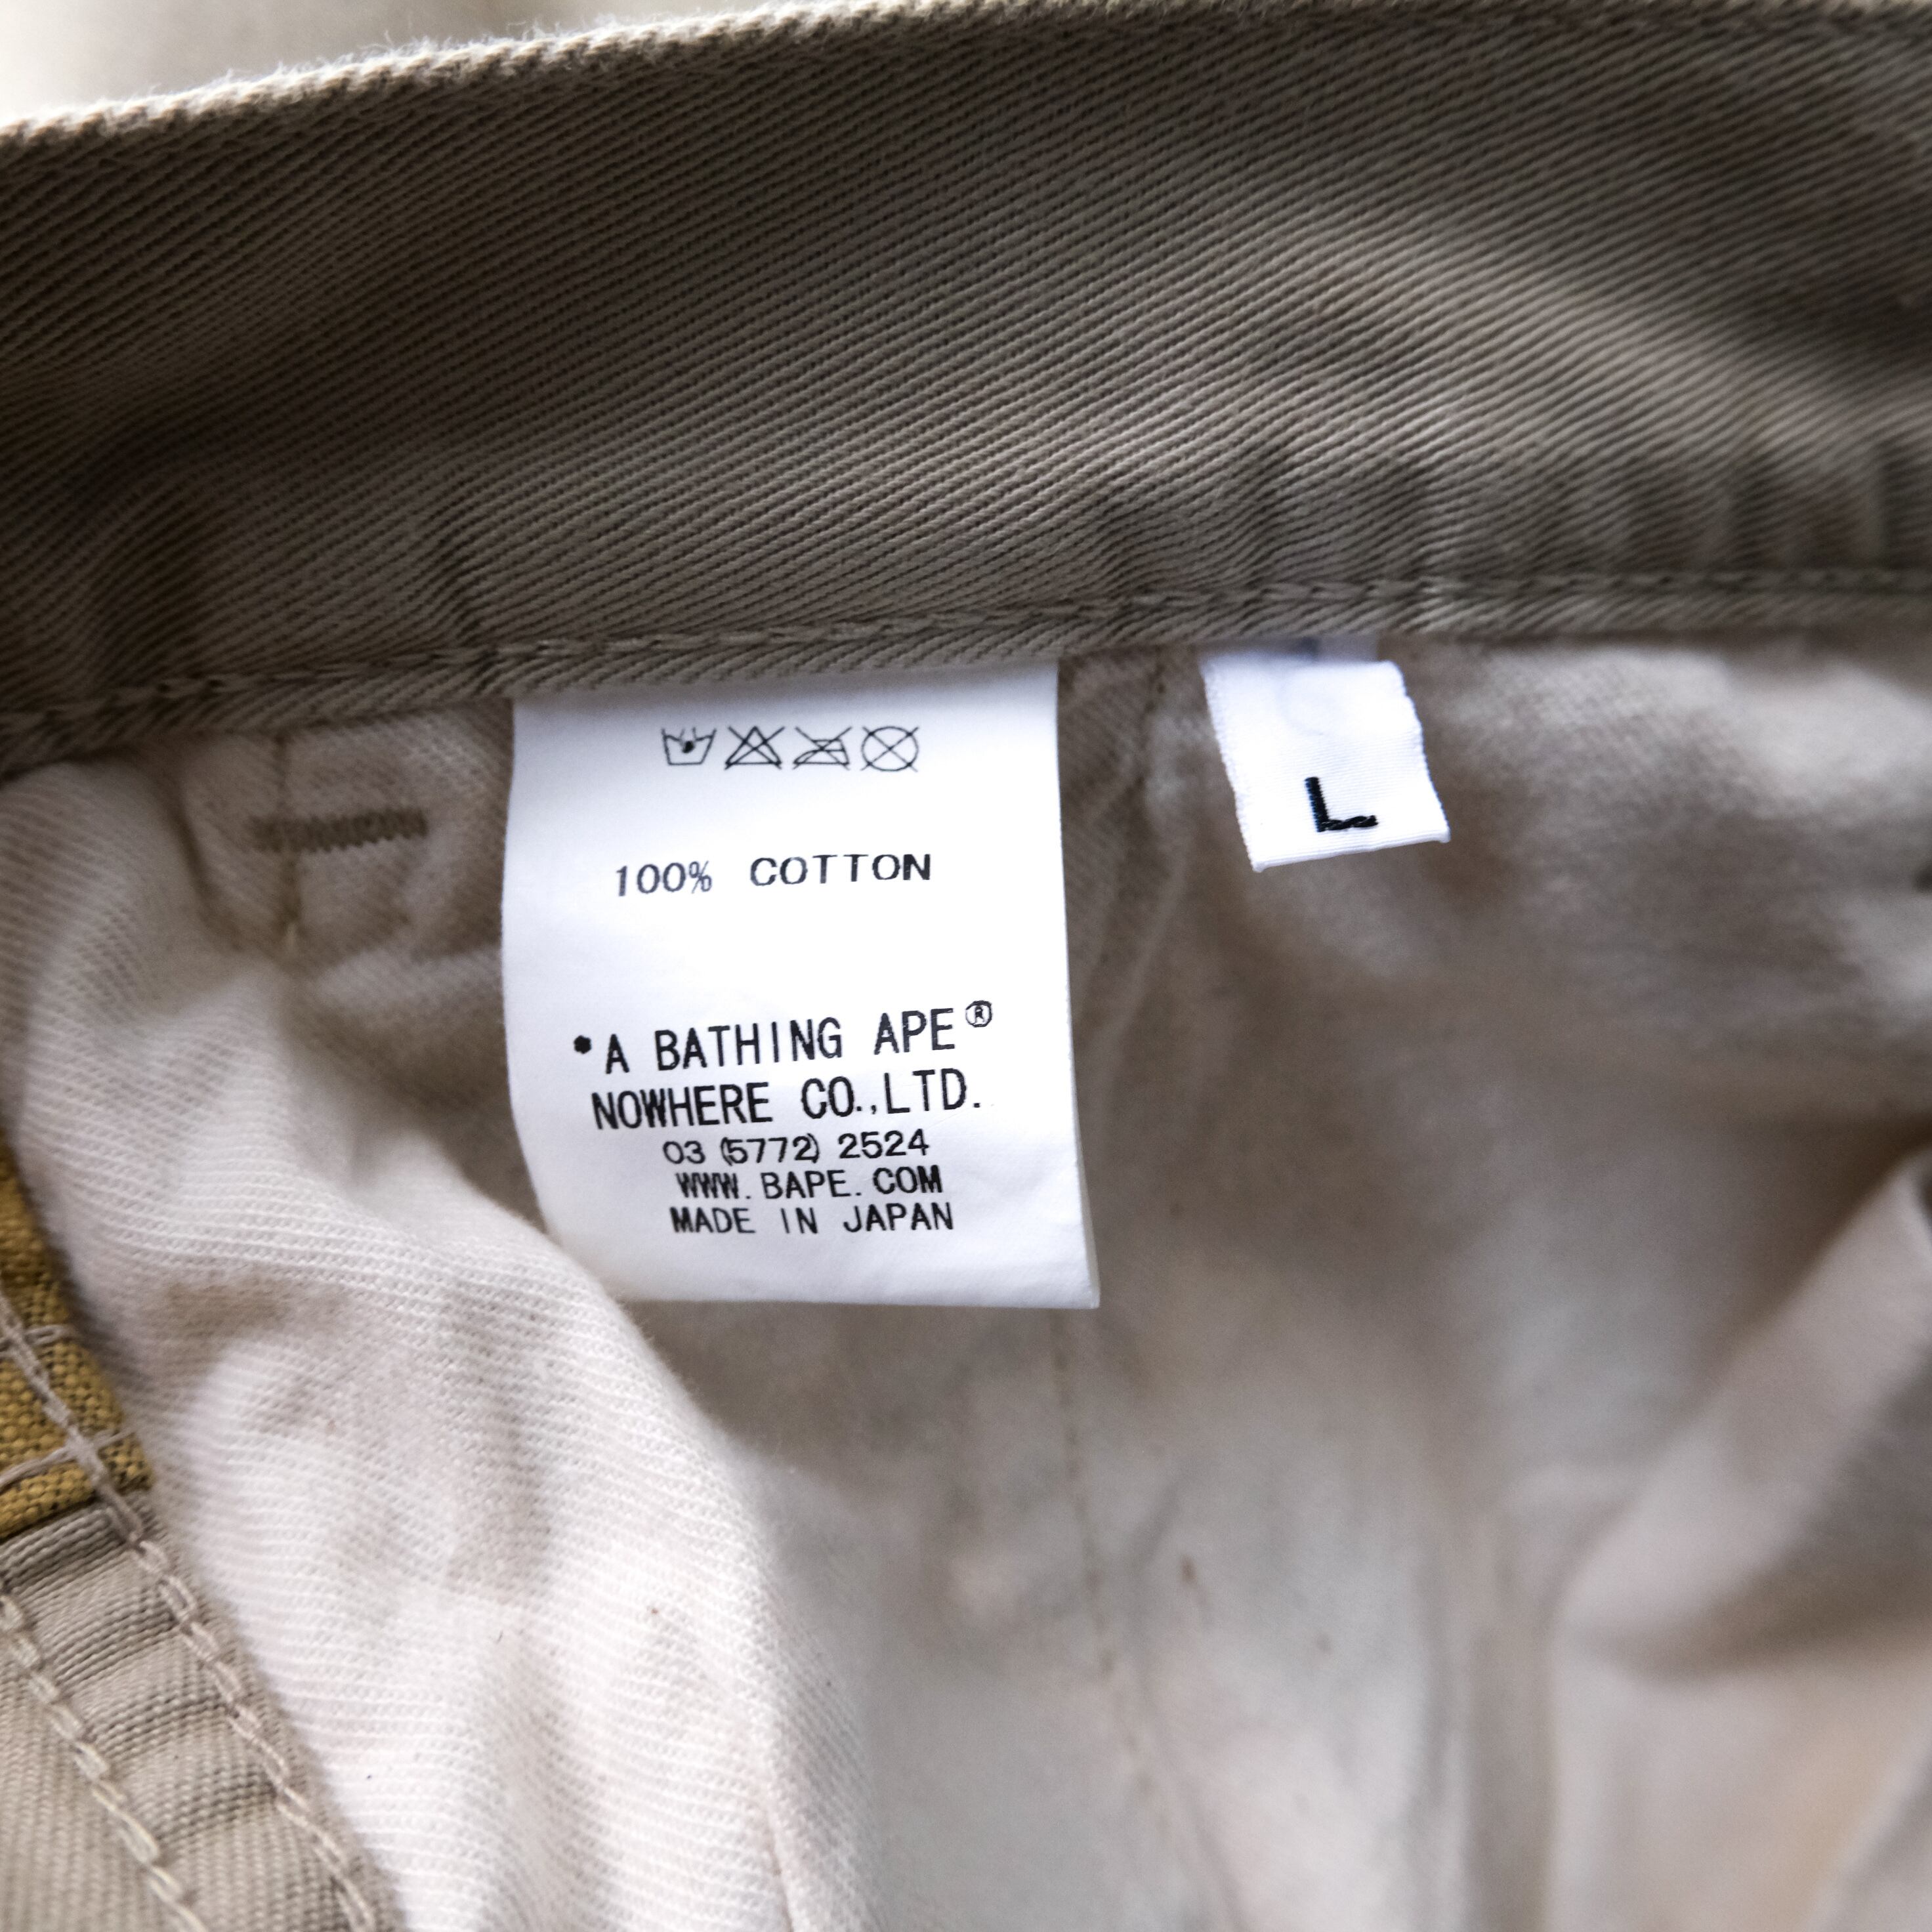 100% COTTON
*A BATHING APE®
NOWHERE CO.,LTD.
03 (5772) 2524
WWW.BAPE.COM
MADE IN JAPAN
L